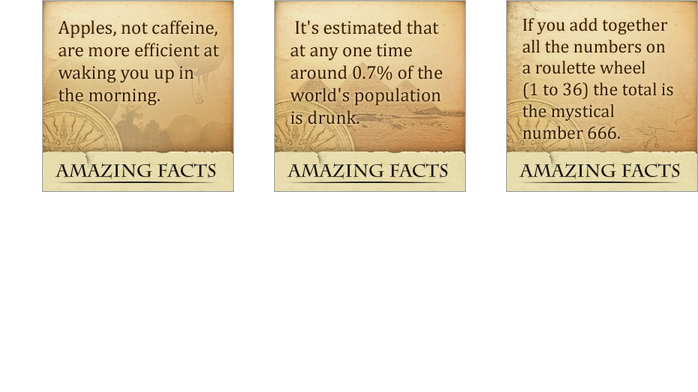 Apples, not caffeine,
are more efficient at
waking you up in
the morning.
AMAZING FACTS
It's estimated that
at any one time
around 0.7% of the
world's population
is drunk.
AMAZING FACTS
If you add together
all the numbers on
a roulette wheel
(1 to 36) the total is
the mystical
number 666.
AMAZING FACTS